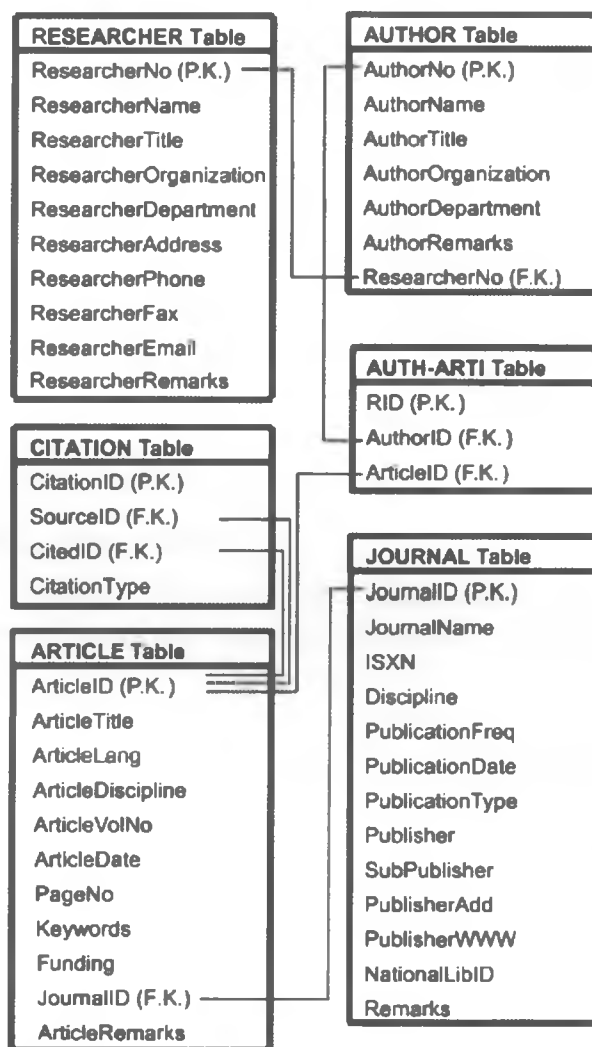 RESEARCHER Table
ResearcherNo (P.K.)
ResearcherName
ResearcherTitle
ResearcherOrganization
ResearcherDepartment
ResearcherAddress
ResearcherPhone
ResearcherFax
ResearcherEmail
ResearcherRemarks
AUTHOR Table
AuthorNo (P.K.)
AuthorName
AuthorTitle
AuthorOrganization
AuthorDepartment
AuthorRemarks
ResearcherNo (F.K.)
AUTH-ARTI Table
RID (P.K.)
AuthorID (F.K.)
ArticleID (F.K.)
CITATION Table
CitationID (P.K.)
SourceID (F.K.)
CitedID (F.K.)
CitationType
JOURNAL Table
JournalID (P.K.)
JournalName
ISXN
Discipline
PublicationFreq
PublicationDate
PublicationType
Publisher
SubPublisher
PublisherAdd
PublisherWWW
NationalLibID
Remarks
ARTICLE Table
ArticleID (P.K.)
ArticleTitle
ArticleLang
ArticleDiscipline
ArticleVolNo
ArticleDate
PageNo
Keywords
Funding
JournalID (F.K.)
ArticleRemarks